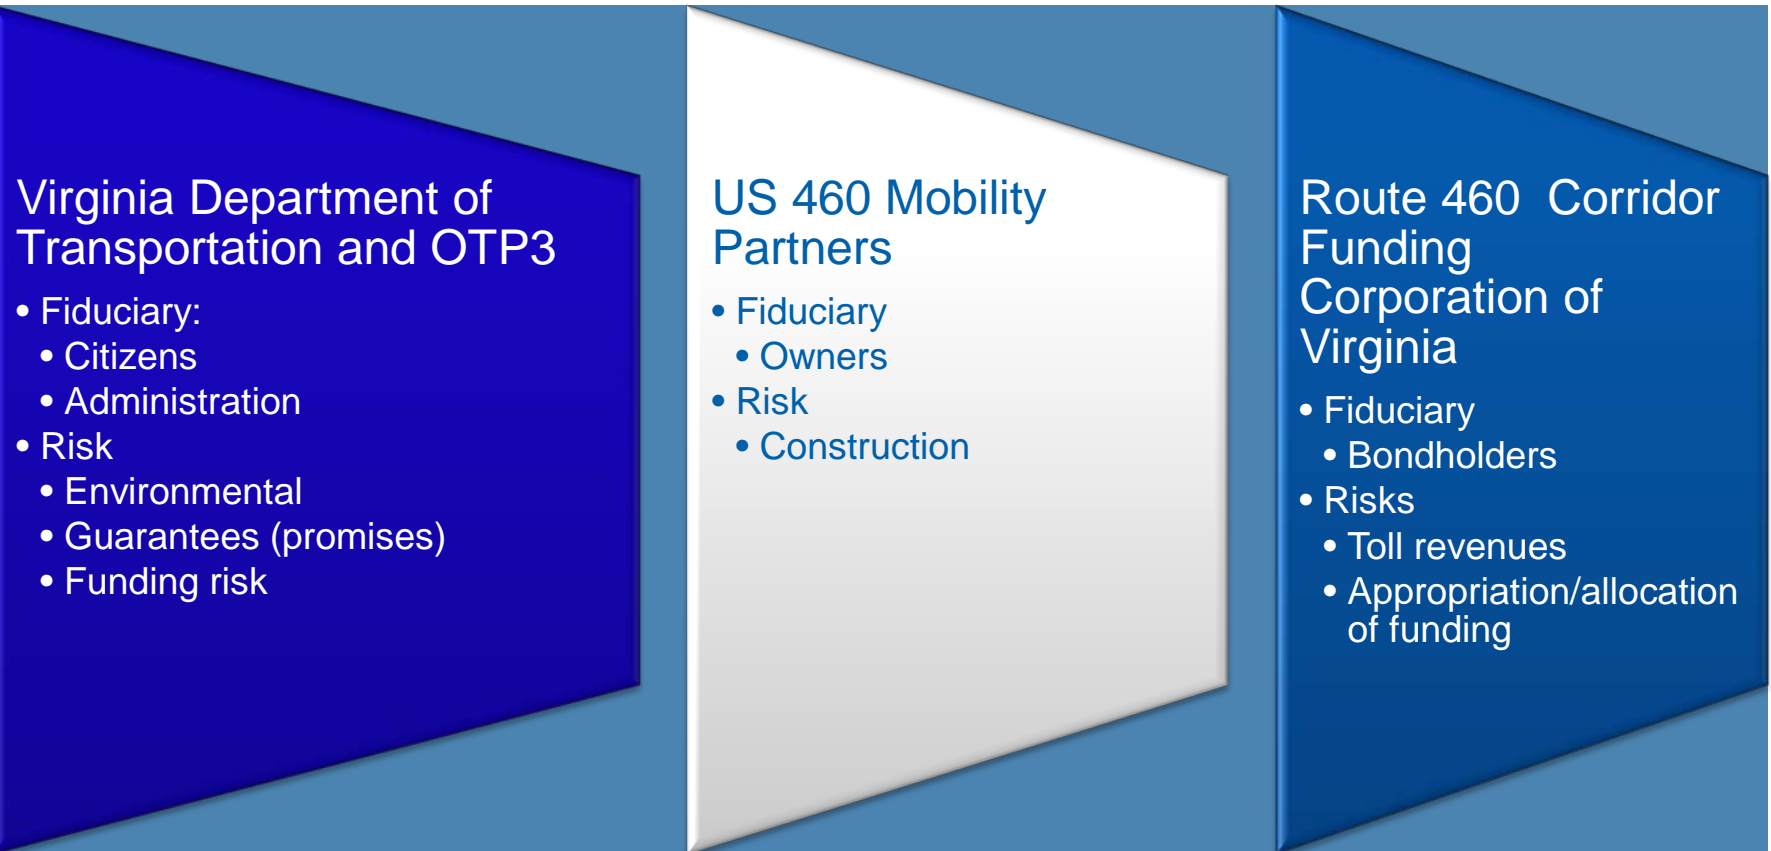 Virginia Department of
Transportation and OTP3
• Fiduciary:
• Citizens
• Administration
• Risk
• Environmental
• Guarantees (promises)
• Funding risk
US 460 Mobility
Partners
• Fiduciary
• Owners
• Risk
• Construction
Route 460 Corridor
Funding
Corporation of
Virginia
• Fiduciary
• Bondholders
• Risks
• Toll revenues
• Appropriation/allocation
of funding